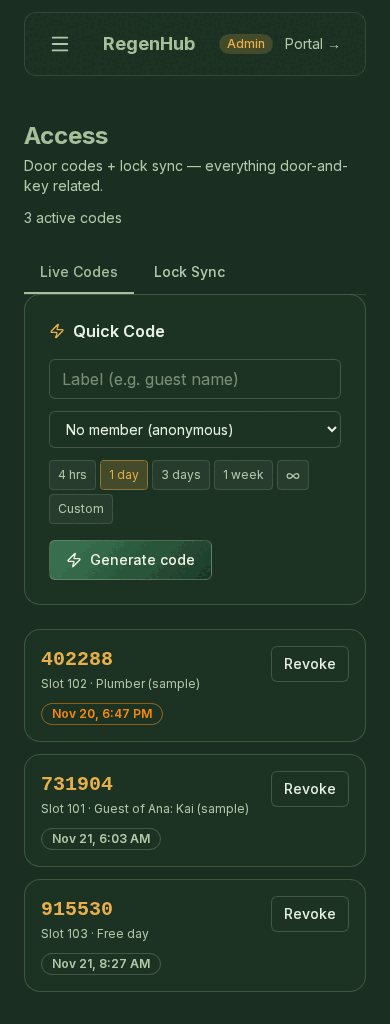 RegenHub
Admin
Portal →
Access
Door codes + lock sync — everything door-and-
key related.
3 active codes
Live Codes
Lock Sync
Quick Code
Label (e.g. guest name)
No member (anonymous)
4 hrs
1 day
3 days
1 week
∞
Custom
Generate code
402288
Revoke
Slot 102 · Plumber (sample)
Nov 20, 6:47 PM
731904
Revoke
Slot 101 · Guest of Ana: Kai (sample)
Nov 21, 6:03 AM
915530
Revoke
Slot 103 · Free day
Nov 21, 8:27 AM